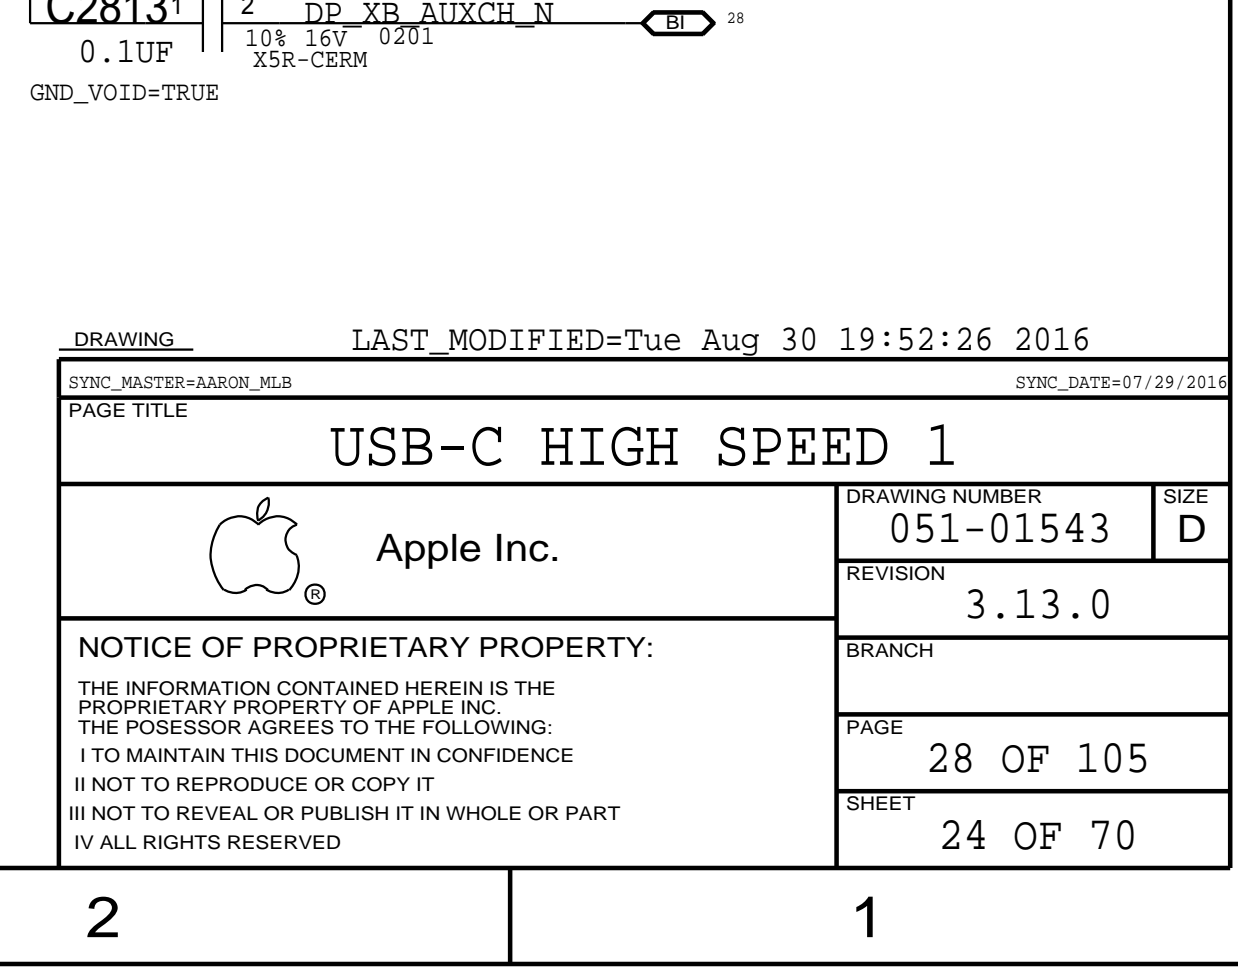 C2813 1 2 DP_XB_AUXCH_N BI 28
0.1UF 10% 16V 0201
X5R-CERM
GND_VOID=TRUE
DRAWING
LAST_MODIFIED=Tue Aug 30 19:52:26 2016
SYNC_MASTER=AARON_MLB SYNC_DATE=07/29/2016
PAGE TITLE
USB-C HIGH SPEED 1
Apple Inc.
®
DRAWING NUMBER
051-01543
SIZE
D
REVISION
3.13.0
NOTICE OF PROPRIETARY PROPERTY:
THE INFORMATION CONTAINED HEREIN IS THE
PROPRIETARY PROPERTY OF APPLE INC.
THE POSESSOR AGREES TO THE FOLLOWING:
I TO MAINTAIN THIS DOCUMENT IN CONFIDENCE
II NOT TO REPRODUCE OR COPY IT
III NOT TO REVEAL OR PUBLISH IT IN WHOLE OR PART
IV ALL RIGHTS RESERVED
BRANCH
PAGE
28 OF 105
SHEET
24 OF 70
2 1